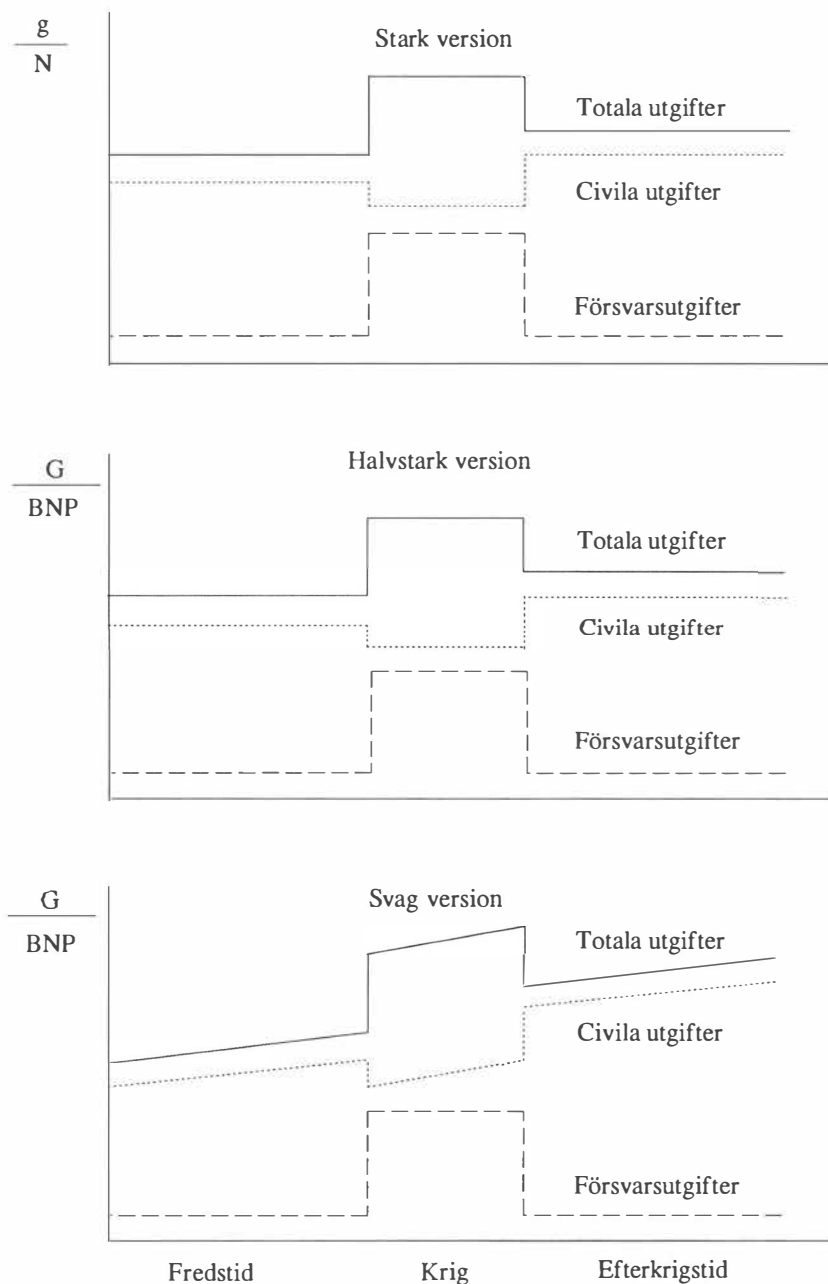 g
N
Stark version
Totala utgifter
Civila utgifter
Försvarsutgifter
G
BNP
Halvstark version
Totala utgifter
Civila utgifter
Försvarsutgifter
G
BNP
Svag version
Totala utgifter
Civila utgifter
Försvarsutgifter
Fredstid Krig Efterkrigstid